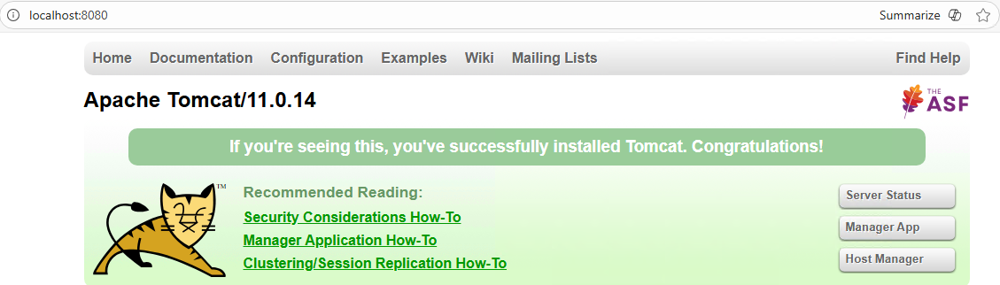 localhost:8080 Summarize
Home Documentation Configuration Examples Wiki Mailing Lists Find Help
Apache Tomcat/11.0.14
THE
ASF
If you're seeing this, you've successfully installed Tomcat. Congratulations!
TM
Recommended Reading:
Security Considerations How-To
Manager Application How-To
Clustering/Session Replication How-To
Server Status
Manager App
Host Manager